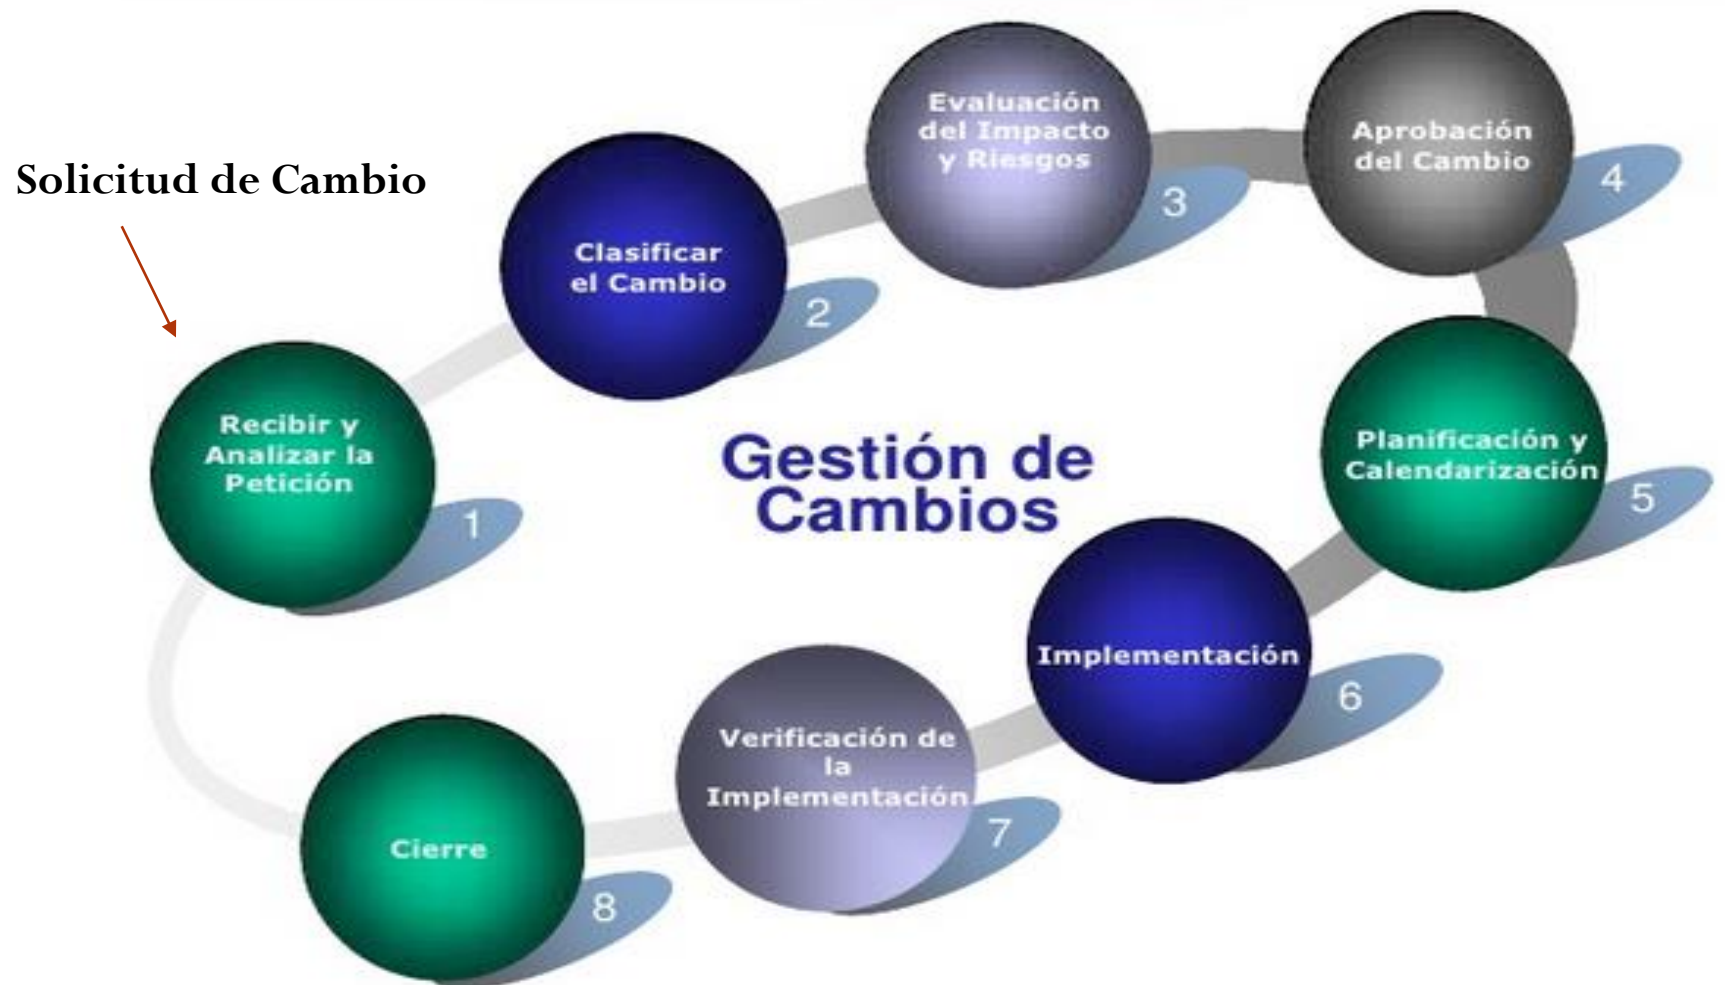 Solicitud de Cambio
Recibir y
Analizar la
Petición
1
Clasificar
el Cambio
2
Evaluación
del Impacto
y Riesgos
3
Aprobación
del Cambio
4
Planificación y
Calendarización
5
Implementación
6
Verificación de
la
Implementación
7
Cierre
8
Gestión de
Cambios